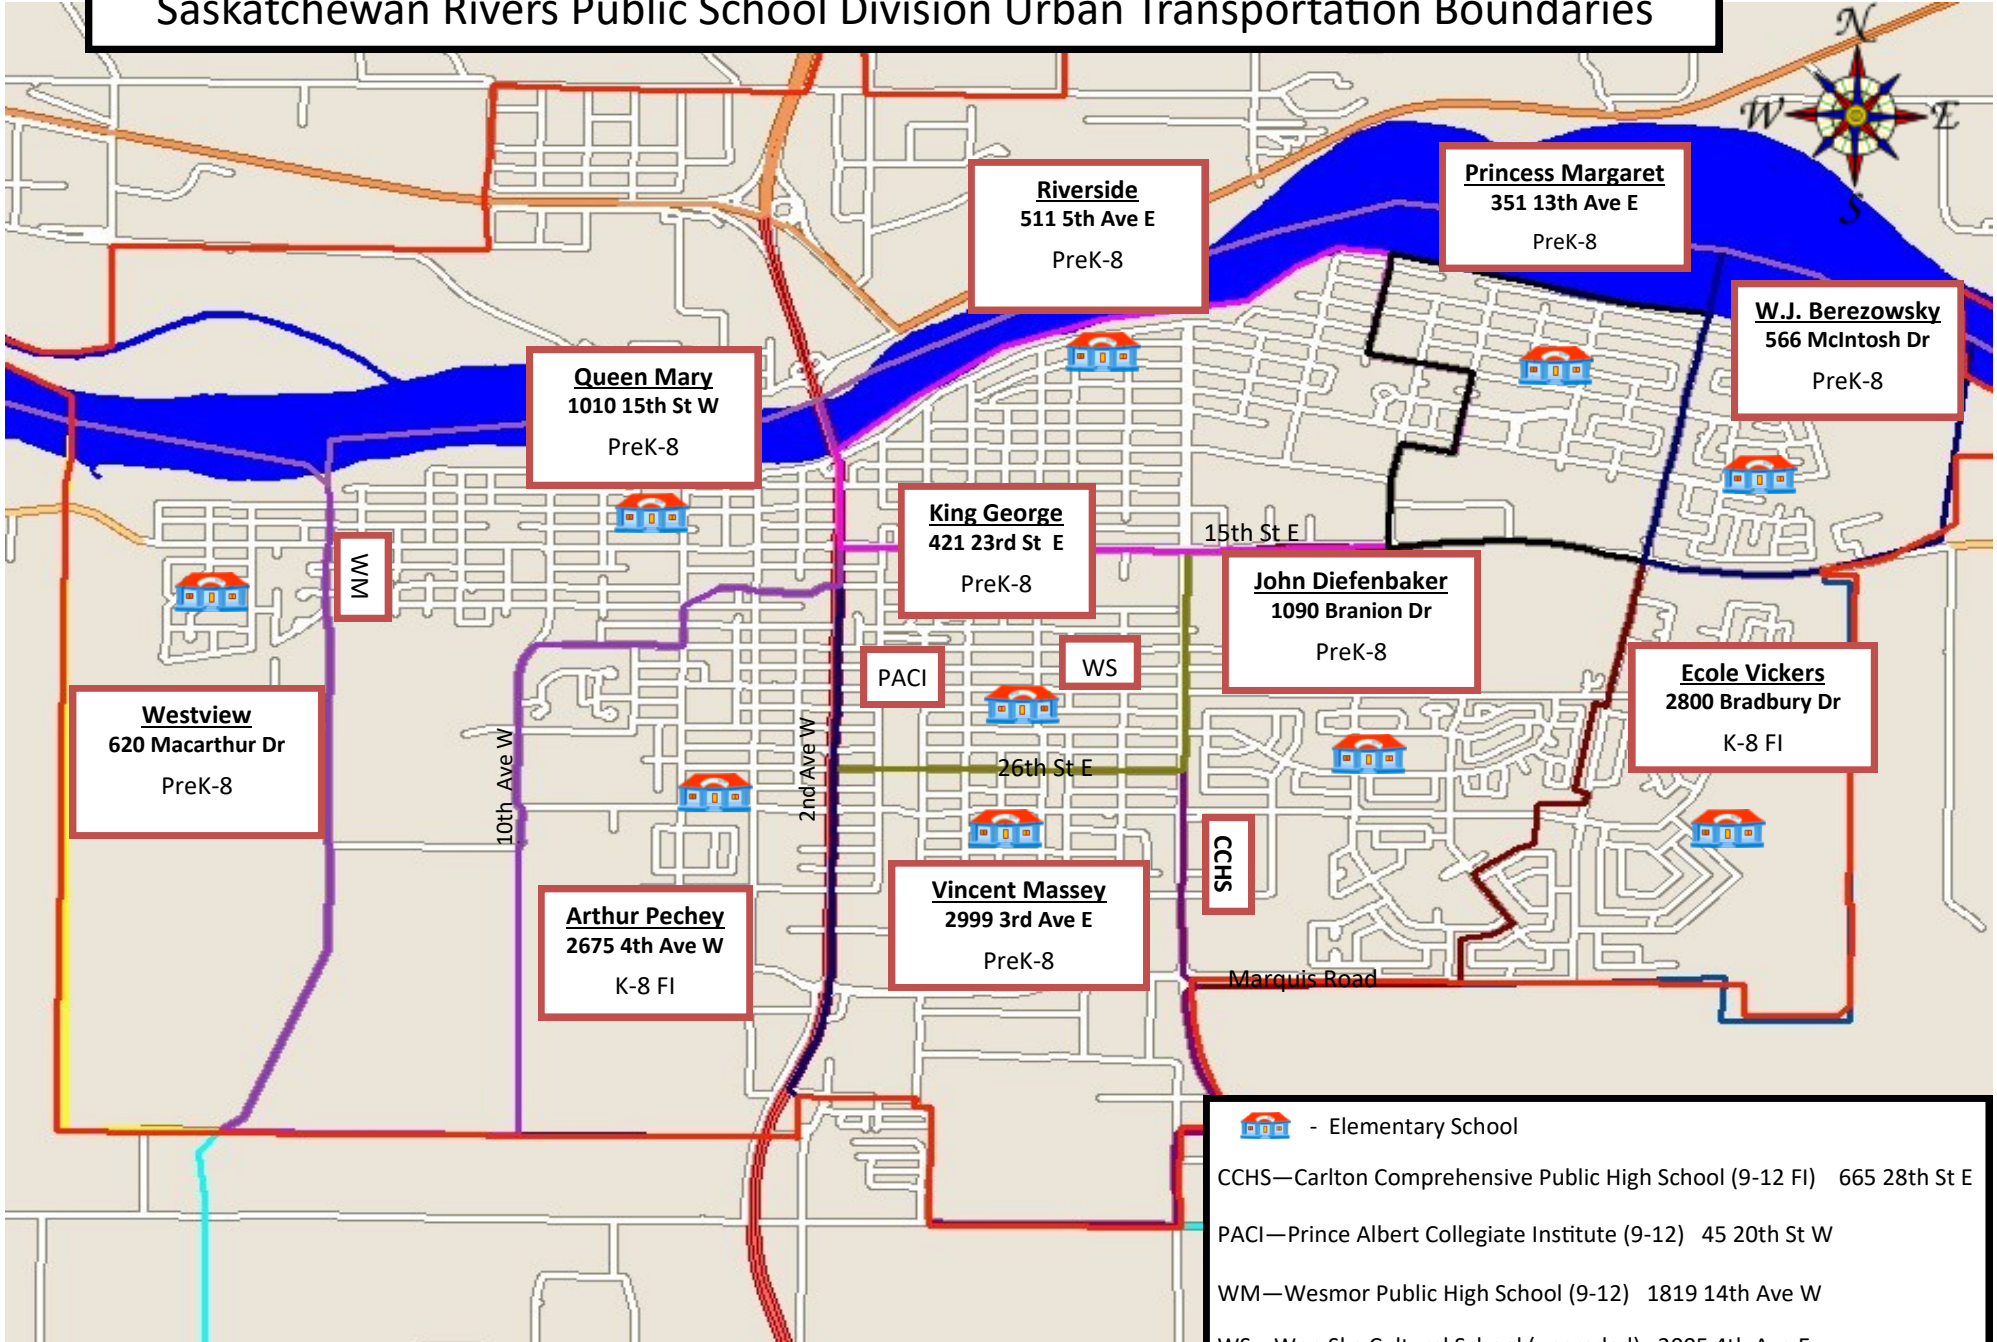 Saskatchewan Rivers Public School Division Urban Transportation Boundaries
N
W
E
S
Riverside
511 5th Ave E
PreK-8
Princess Margaret
351 13th Ave E
PreK-8
W.J. Berezowsky
566 McIntosh Dr
PreK-8
Queen Mary
1010 15th St W
PreK-8
King George
421 23rd St E
PreK-8
15th St E
John Diefenbaker
1090 Branion Dr
PreK-8
WM
PACI
WS
Ecole Vickers
2800 Bradbury Dr
K-8 FI
Westview
620 Macarthur Dr
PreK-8
10th Ave W
2nd Ave W
26th St E
CCHS
Arthur Pechey
2675 4th Ave W
K-8 FI
Vincent Massey
2999 3rd Ave E
PreK-8
Marquis Road
- Elementary School
CCHS—Carlton Comprehensive Public High School (9-12 FI) 665 28th St E
PACI—Prince Albert Collegiate Institute (9-12) 45 20th St W
WM—Wesmor Public High School (9-12) 1819 14th Ave W